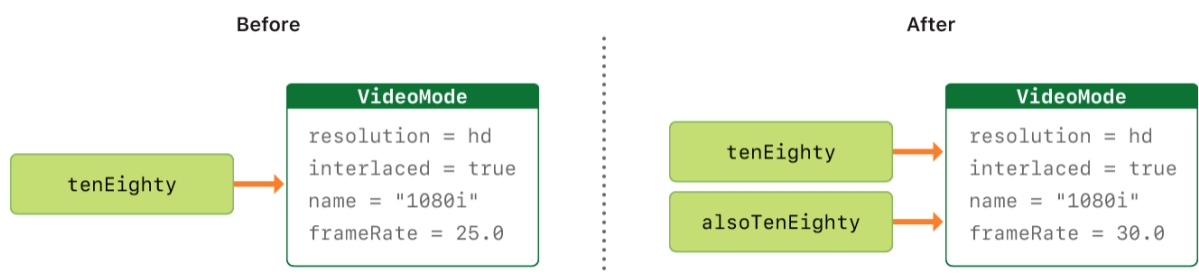 Before
VideoMode
resolution = hd
interlaced = true
name = "1080i"
frameRate = 25.0
tenEighty
After
VideoMode
resolution = hd
interlaced = true
name = "1080i"
frameRate = 30.0
tenEighty
alsoTenEighty